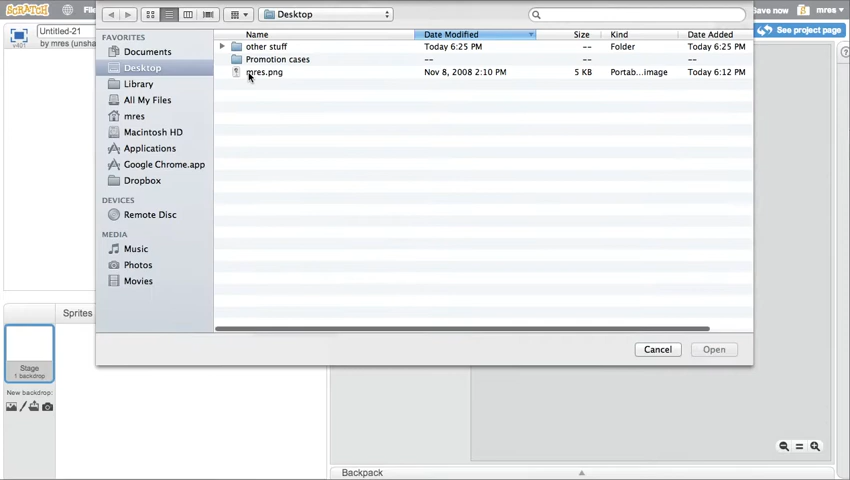 SCRATCH Fil Desktop ave now mres
Untitled-21
by mres (unsha
v401
See project page
FAVORITES
Documents
Desktop
Library
All My Files
mres
Macintosh HD
Applications
Google Chrome.app
Dropbox
DEVICES
Remote Disc
MEDIA
Music
Photos
Movies
Name Date Modified Size Kind Date Added
other stuff Today 6:25 PM -- Folder Today 6:25 PM
Promotion cases -- --
mres.png Nov 8, 2008 2:10 PM 5 KB Portab...image Today 6:12 PM
Cancel Open
Sprites
Stage
1 backdrop
New backdrop:
Backpack